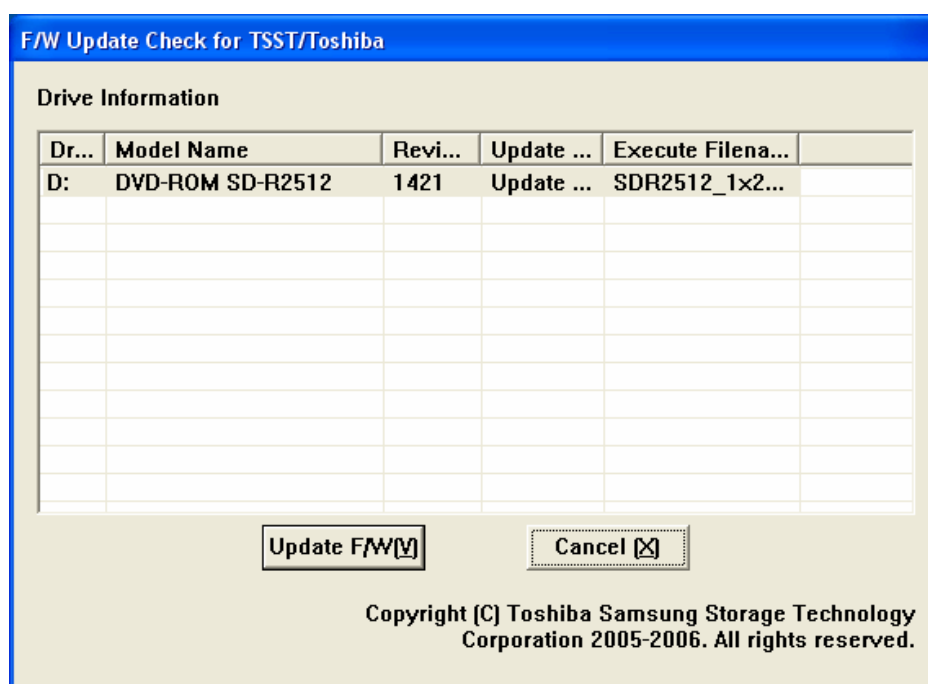 F/W Update Check for TSST/Toshiba
Drive Information
Dr... Model Name Revi... Update ... Execute Filena...
D: DVD-ROM SD-R2512 1421 Update ... SDR2512_1x2...
Update F/W(V) Cancel (X)
Copyright (C) Toshiba Samsung Storage Technology
Corporation 2005-2006. All rights reserved.